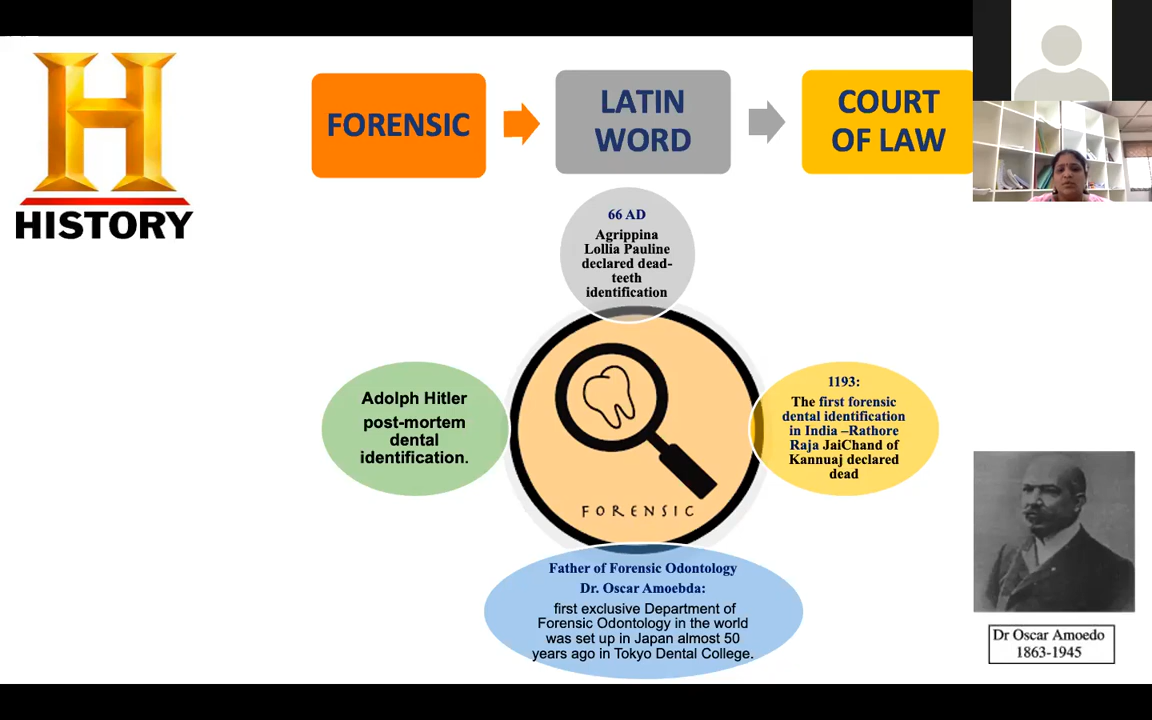 H
HISTORY
FORENSIC
LATIN
WORD
COURT
OF LAW
66 AD
Agrippina
Lollia Pauline
declared dead-
teeth
identification
Adolph Hitler
post-mortem
dental
identification.
FORENSIC
1193:
The first forensic
dental identification
in India –Rathore
Raja JaiChand of
Kannuaj declared
dead
Father of Forensic Odontology
Dr. Oscar Amoebda:
first exclusive Department of
Forensic Odontology in the world
was set up in Japan almost 50
years ago in Tokyo Dental College.
Dr Oscar Amoedo
1863-1945